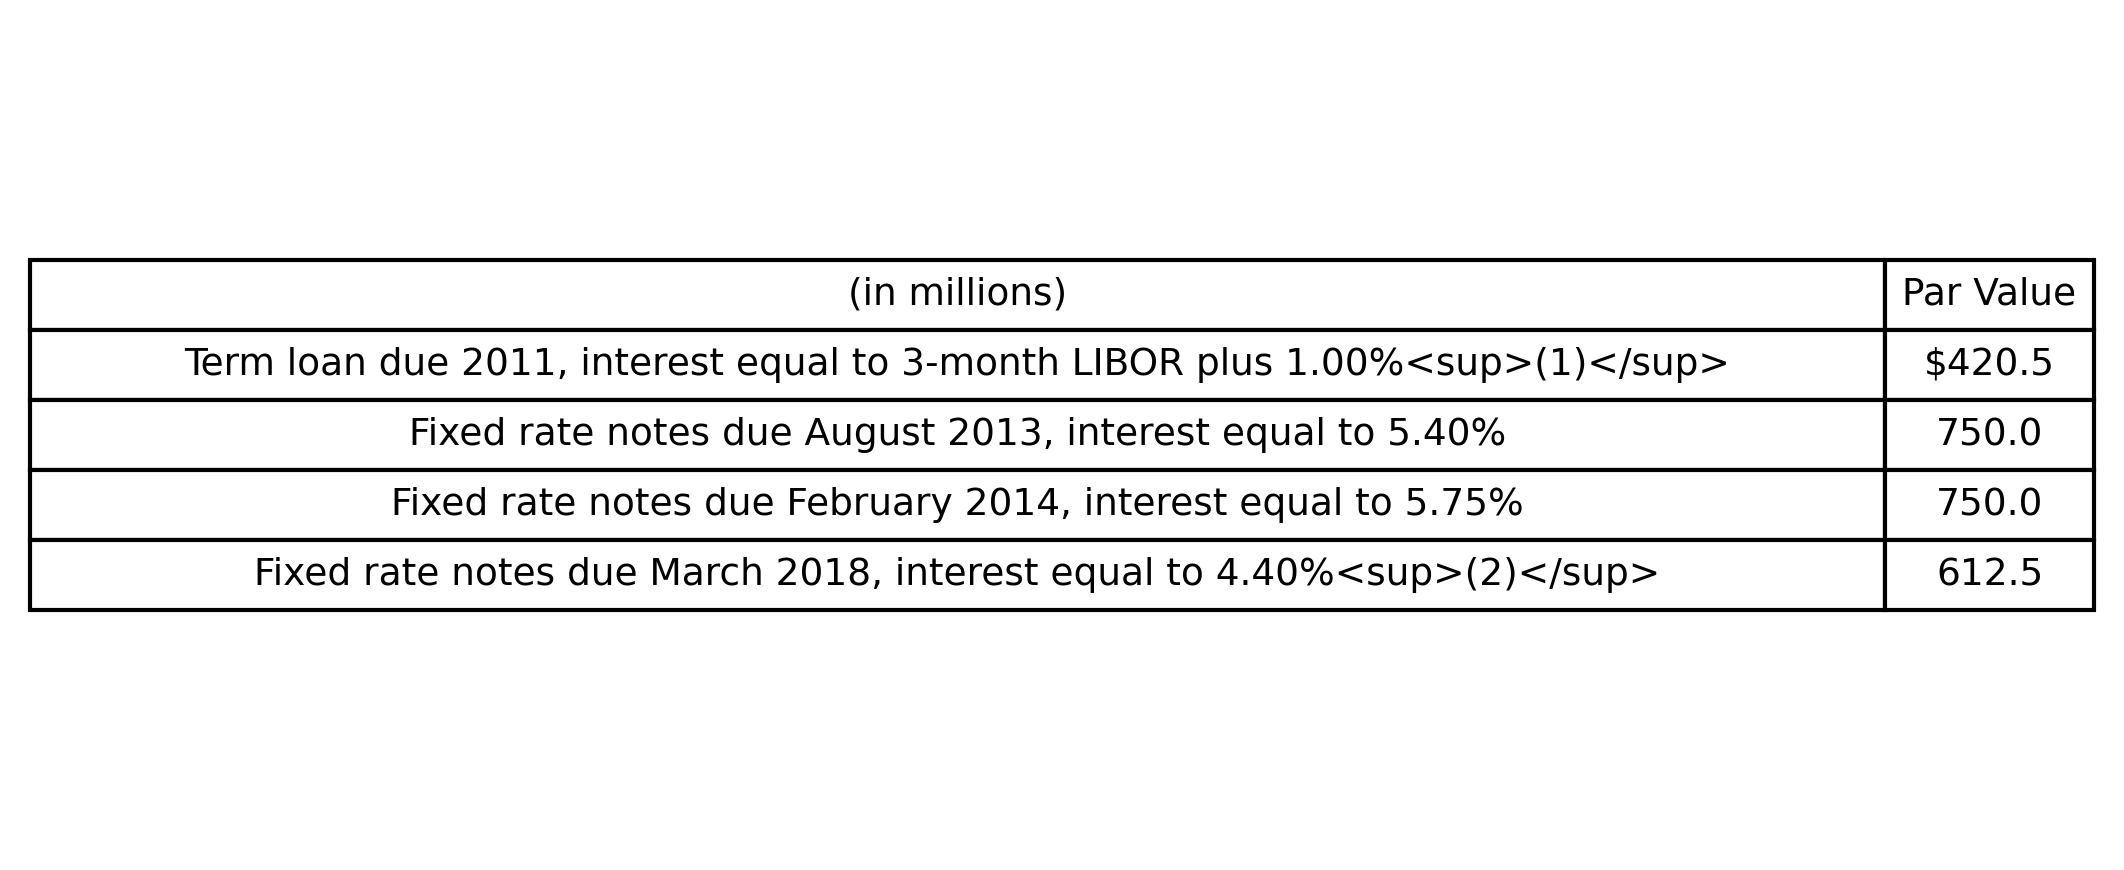 (in millions) Par Value
Term loan due 2011, interest equal to 3-month LIBOR plus 1.00%<sup>(1)</sup> $420.5
Fixed rate notes due August 2013, interest equal to 5.40% 750.0
Fixed rate notes due February 2014, interest equal to 5.75% 750.0
Fixed rate notes due March 2018, interest equal to 4.40%<sup>(2)</sup> 612.5